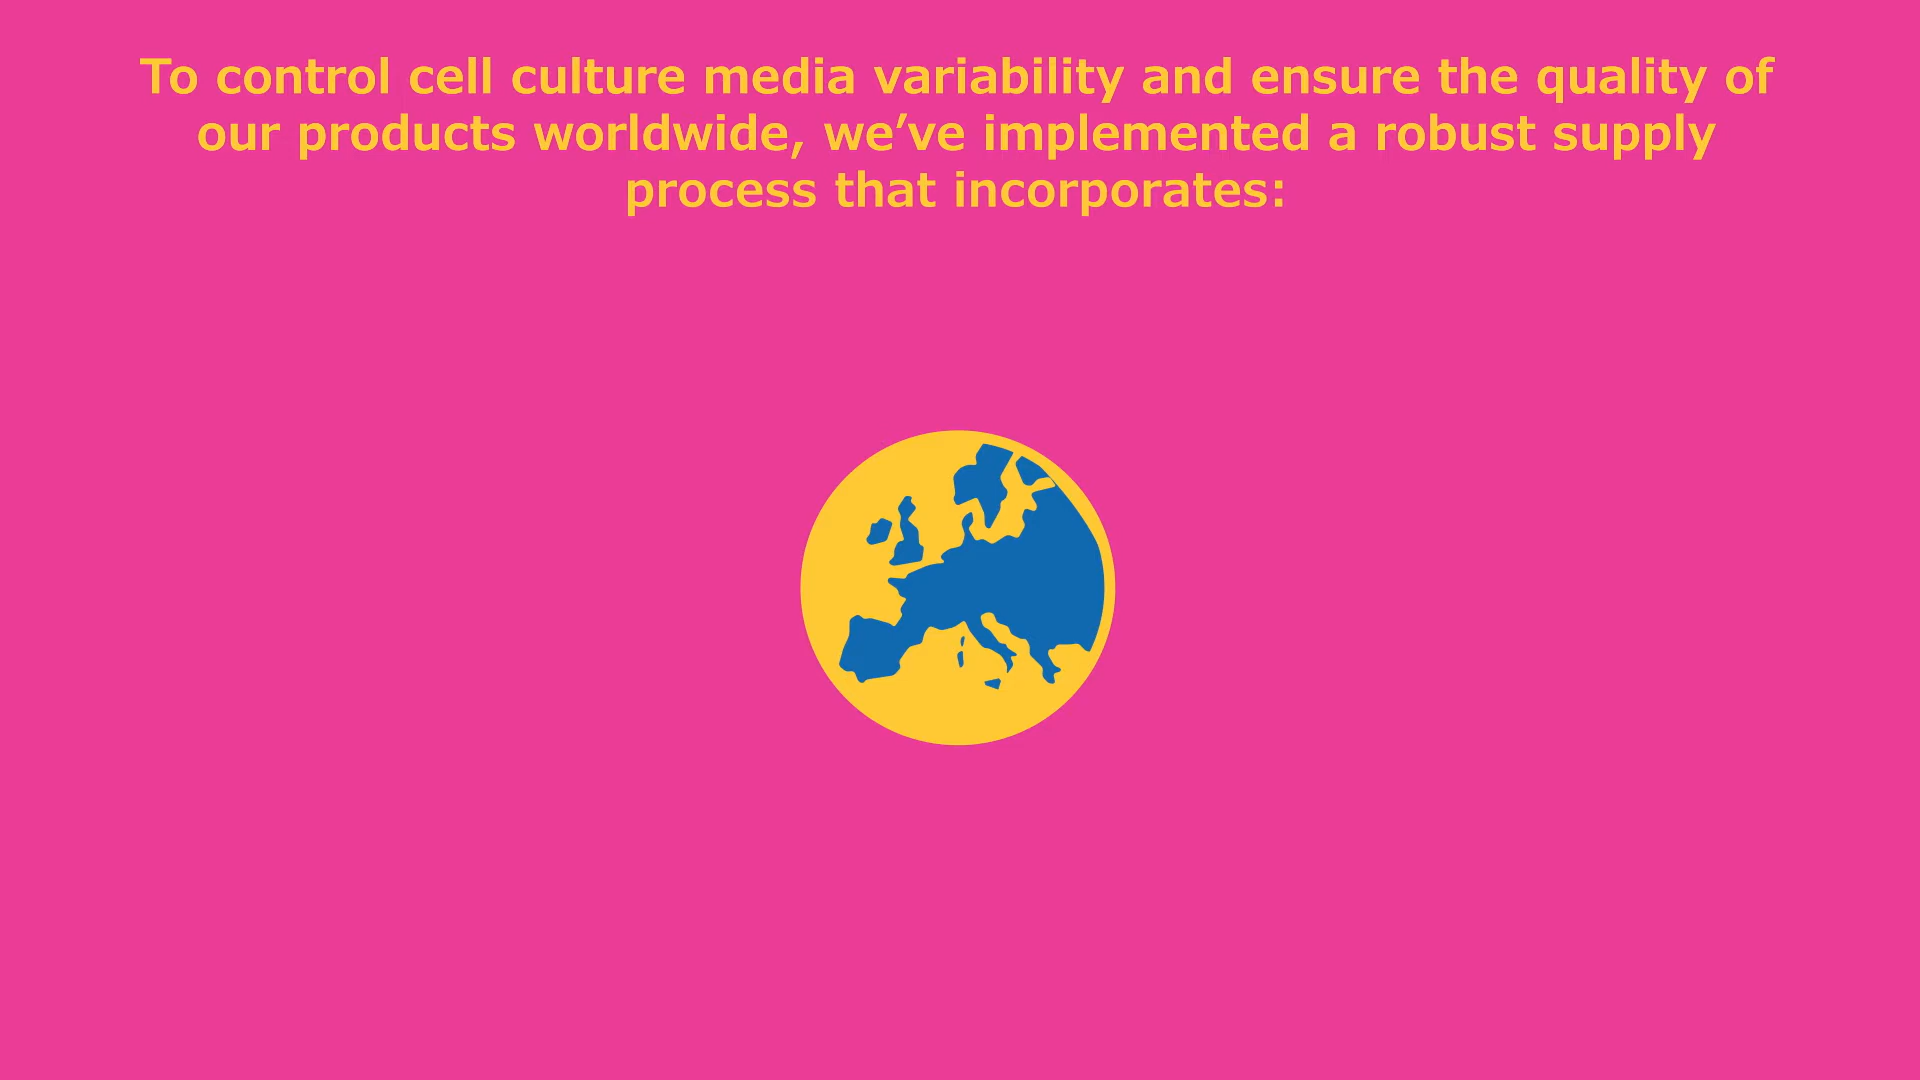 To control cell culture media variability and ensure the quality of
our products worldwide, we’ve implemented a robust supply
process that incorporates: